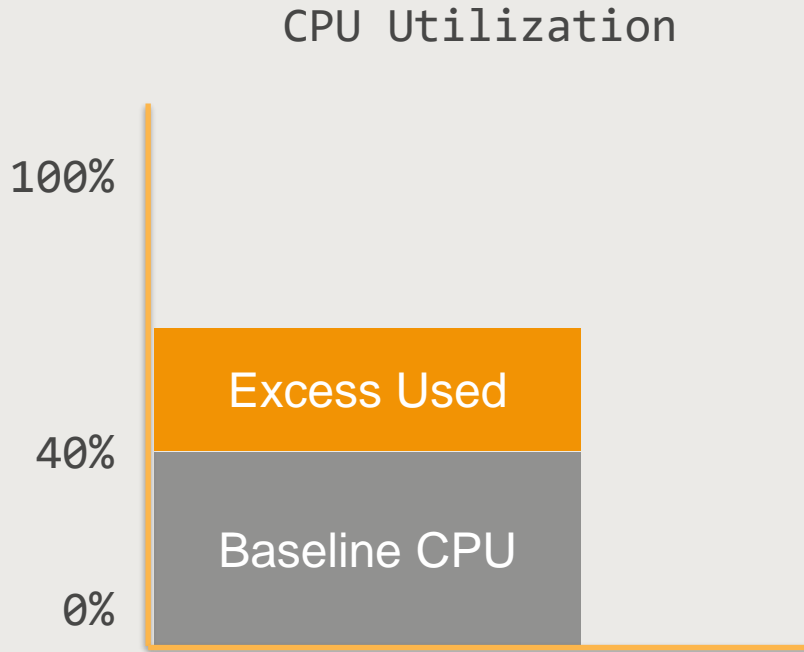 CPU Utilization
100%
Excess Used
40%
Baseline CPU
0%